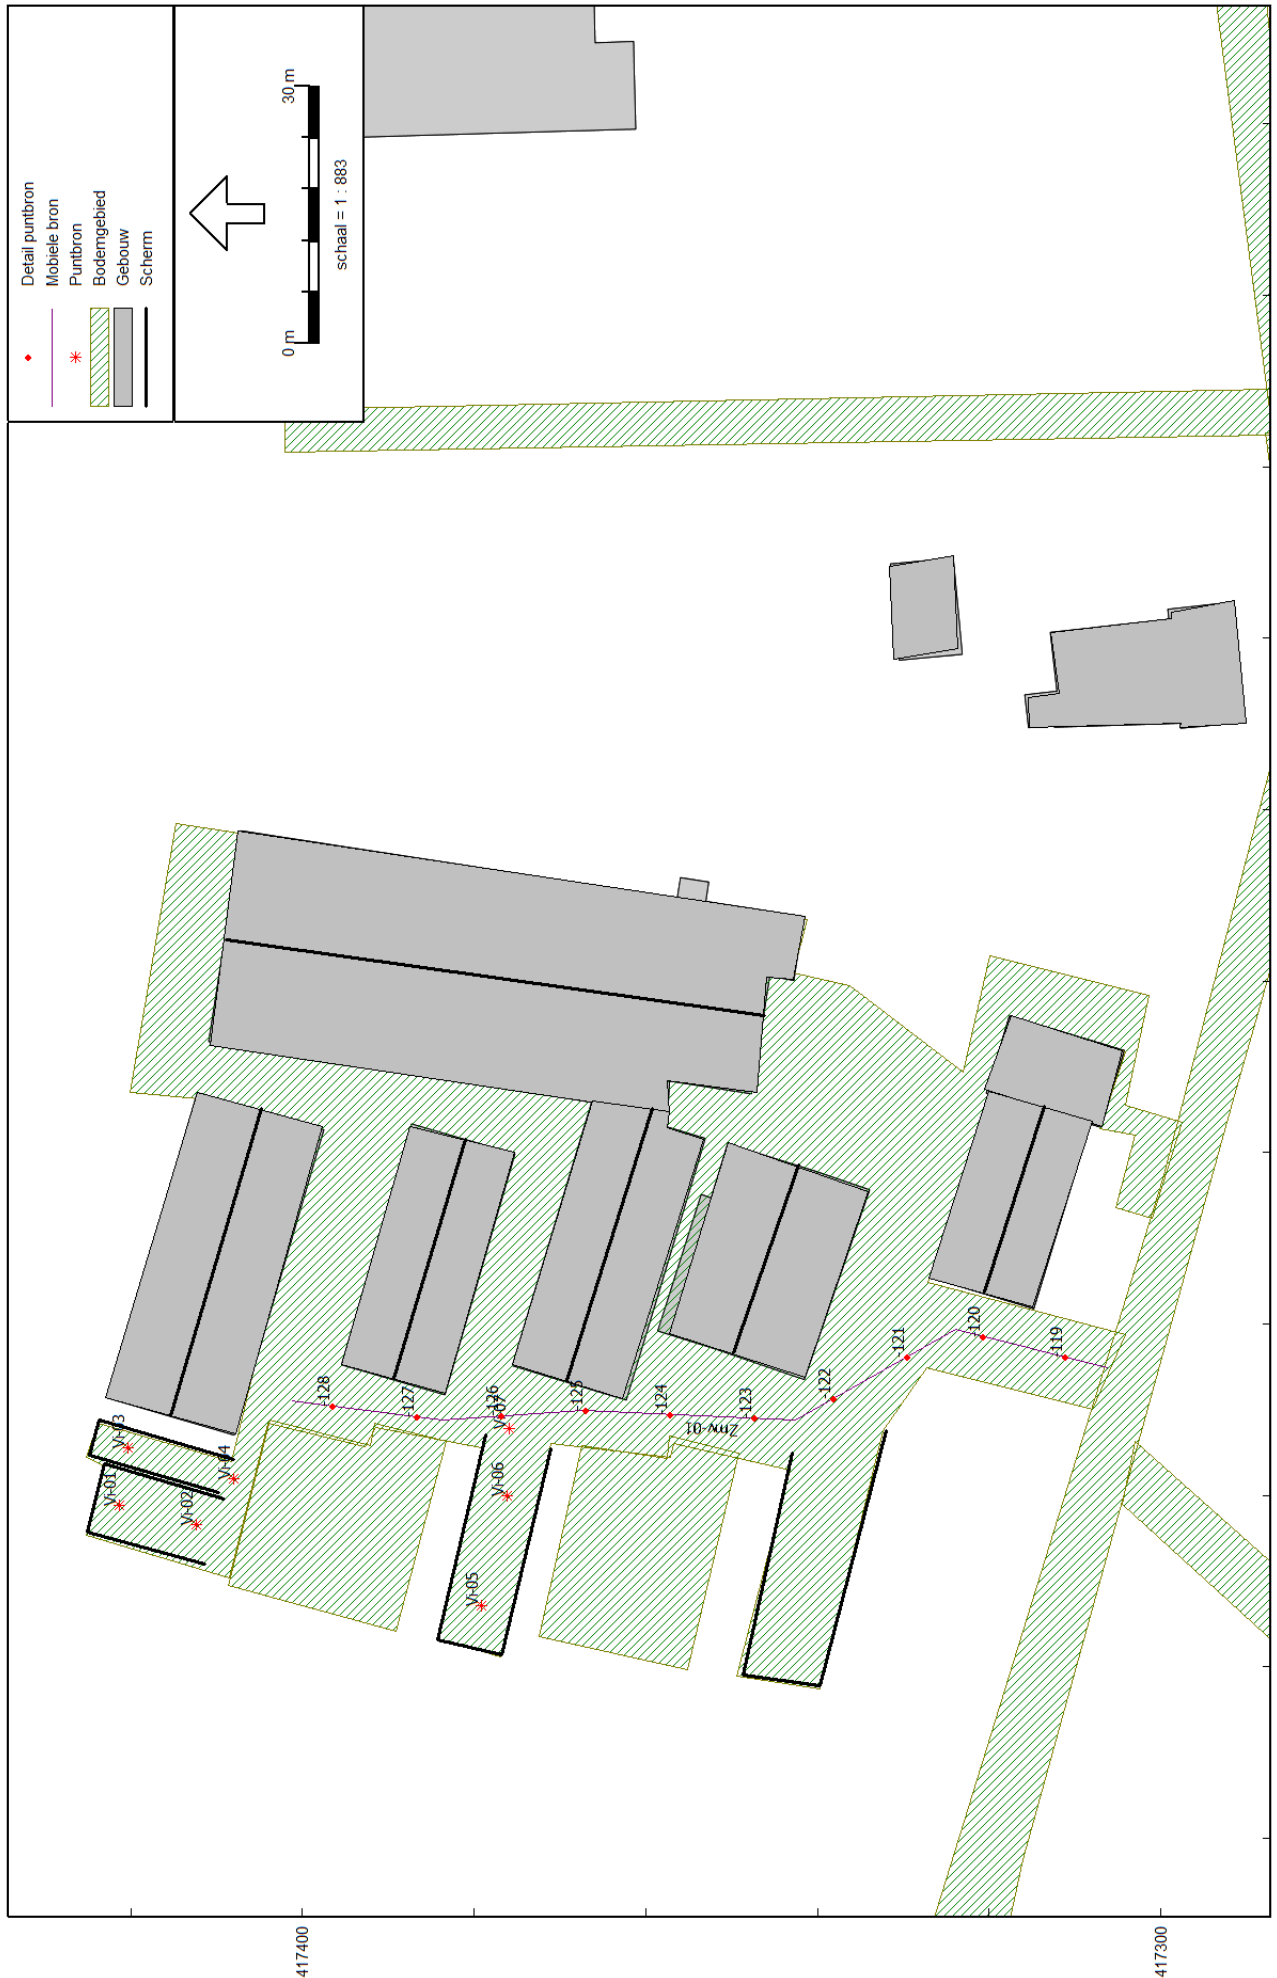 Detail puntbron
Mobiele bron
Puntbron
Bodemgebied
Gebouw
Scherm
0 m
30 m
schaal = 1 : 883
Vi-03
Vi-01
Vi-04
Vi-02
-128
-127
-126
Vi-07
Vi-06
Vi-05
-125
-124
-123
Zmv-01
-122
-121
-120
-119
417400
417300